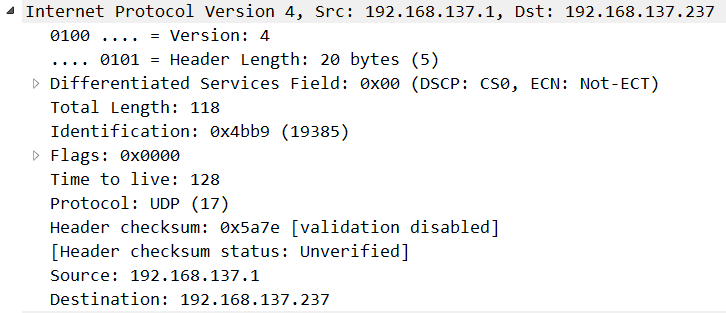 Internet Protocol Version 4, Src: 192.168.137.1, Dst: 192.168.137.237
0100 .... = Version: 4
.... 0101 = Header Length: 20 bytes (5)
Differentiated Services Field: 0x00 (DSCP: CS0, ECN: Not-ECT)
Total Length: 118
Identification: 0x4bb9 (19385)
Flags: 0x0000
Time to live: 128
Protocol: UDP (17)
Header checksum: 0x5a7e [validation disabled]
[Header checksum status: Unverified]
Source: 192.168.137.1
Destination: 192.168.137.237